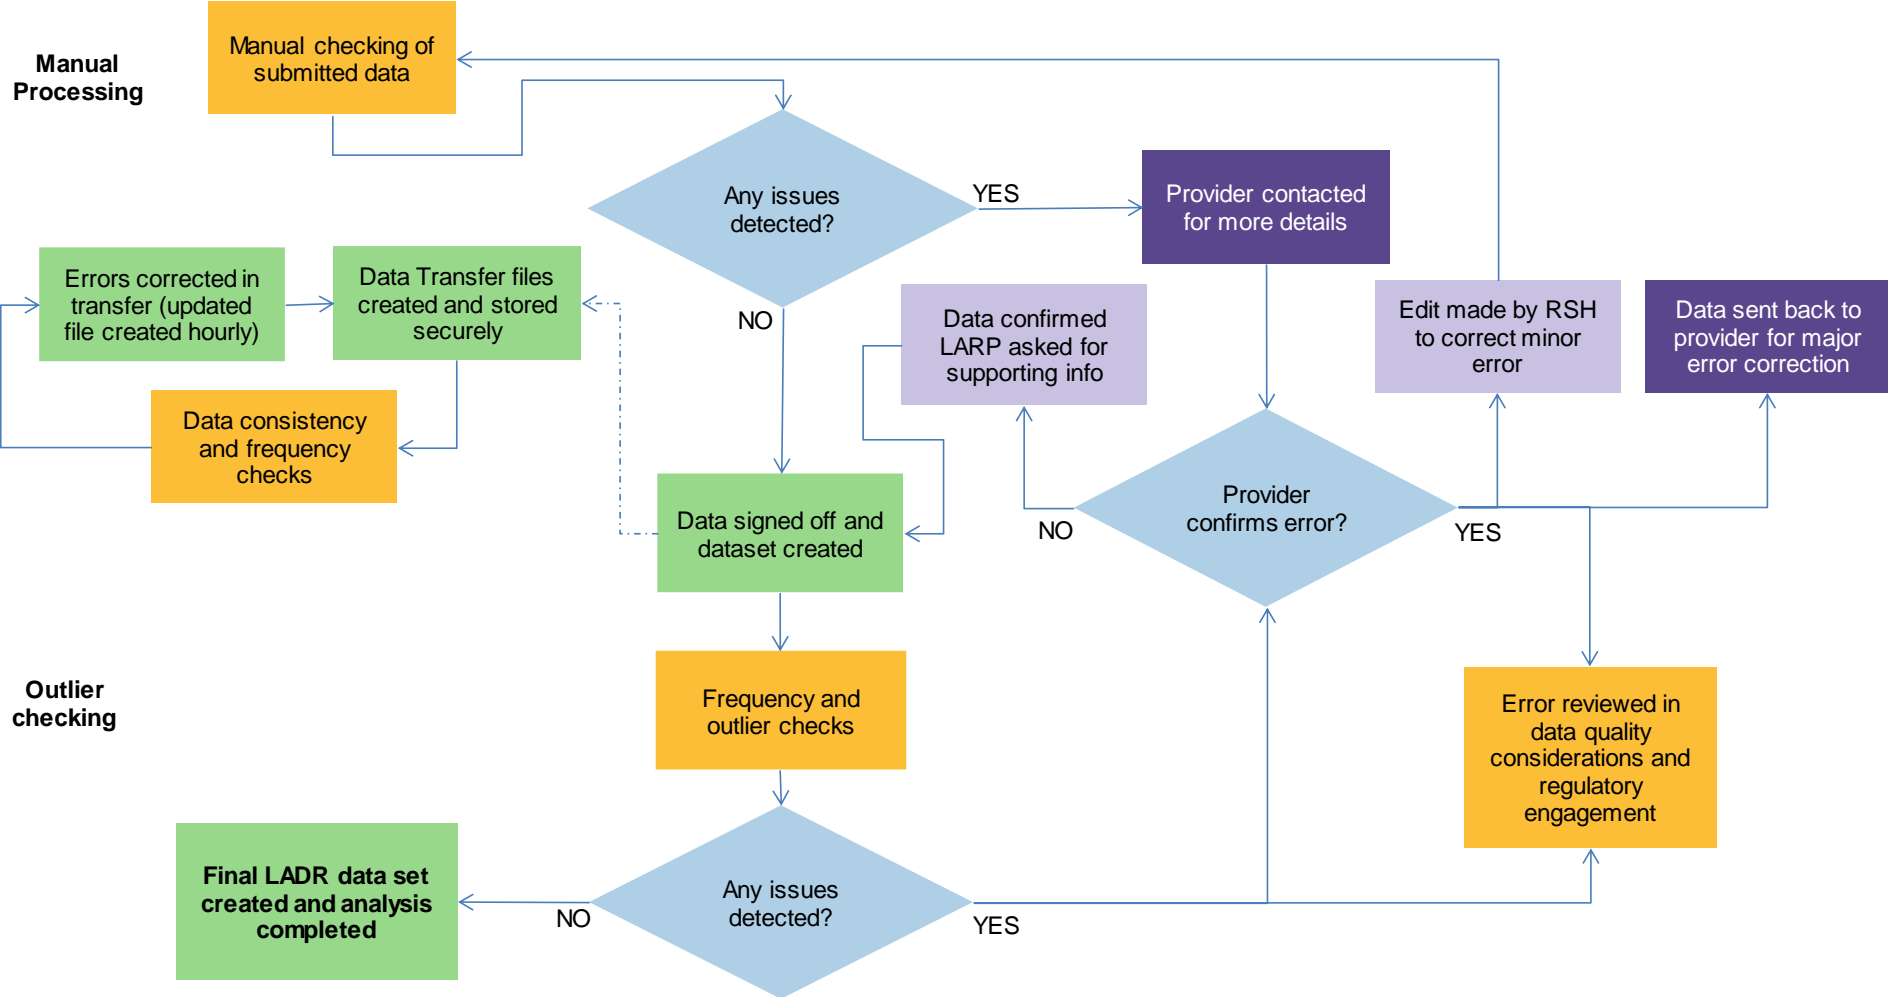 Manual
Processing
Manual checking of
submitted data
Any issues
detected?
YES
NO
Provider contacted
for more details
Errors corrected in
transfer (updated
file created hourly)
Data Transfer files
created and stored
securely
Data consistency
and frequency
checks
Data confirmed
LARP asked for
supporting info
Edit made by RSH
to correct minor
error
Data sent back to
provider for major
error correction
Data signed off and
dataset created
Provider
confirms error?
NO
YES
Outlier
checking
Frequency and
outlier checks
Error reviewed in
data quality
considerations and
regulatory
engagement
Final LADR data set
created and analysis
completed
Any issues
detected?
NO
YES